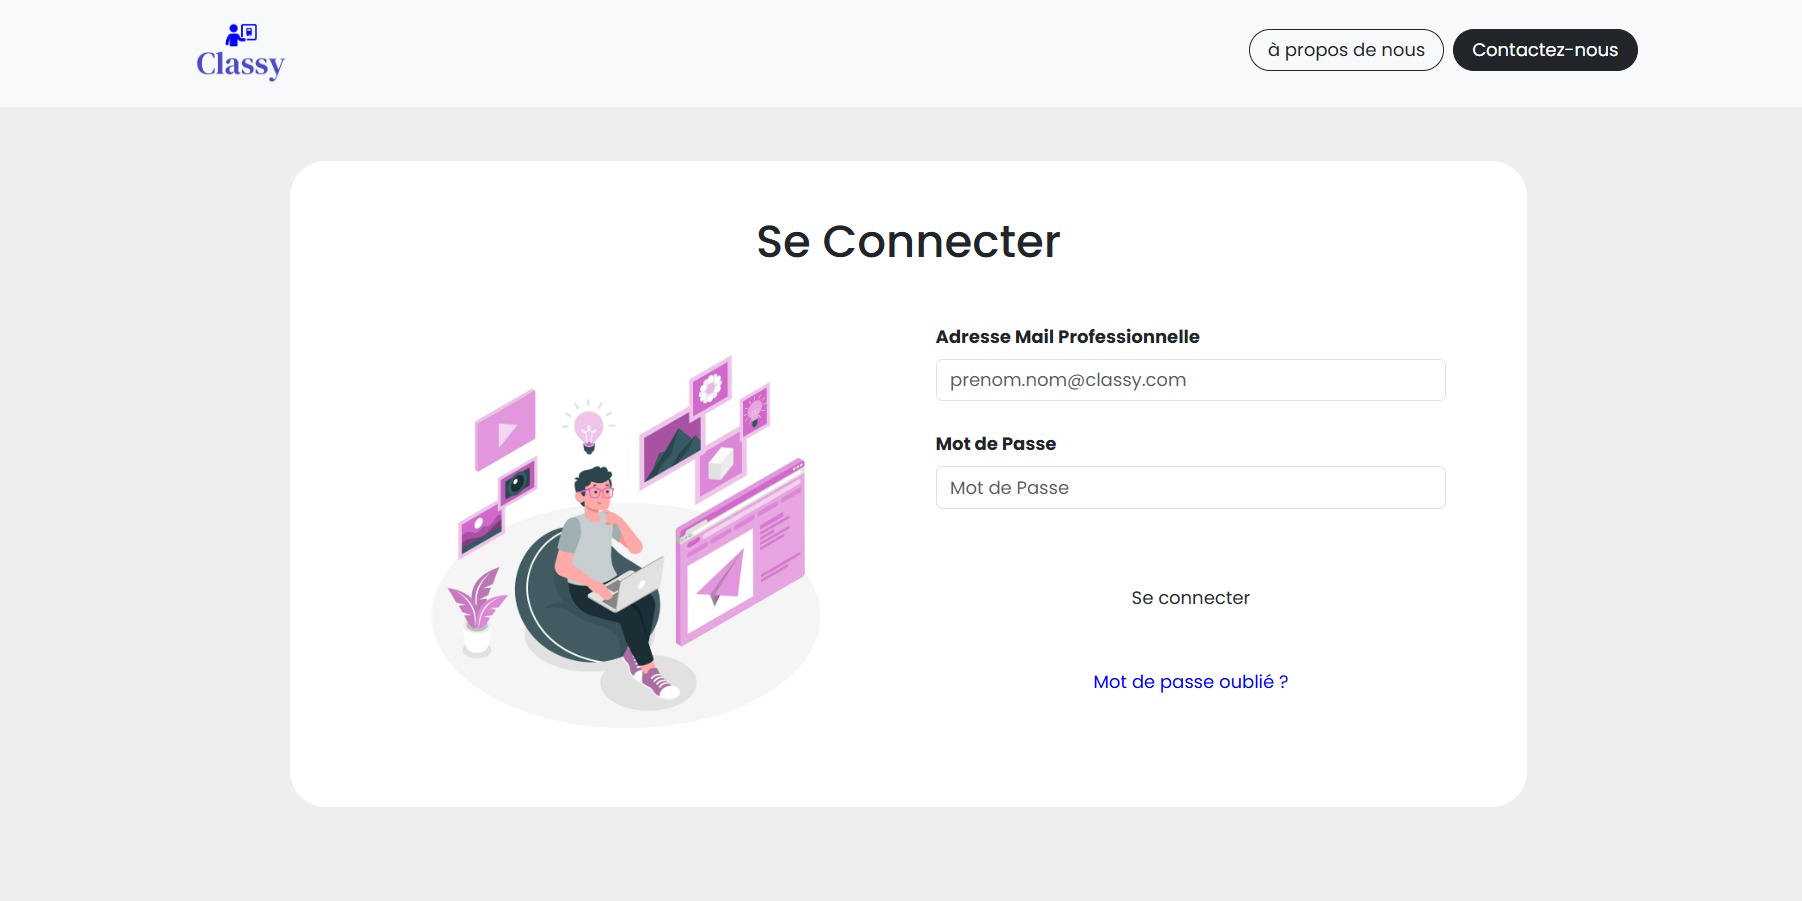 Classy
à propos de nous
Contactez-nous
Se Connecter
Adresse Mail Professionnelle
prenom.nom@classy.com
Mot de Passe
Mot de Passe
Se connecter
Mot de passe oublié ?